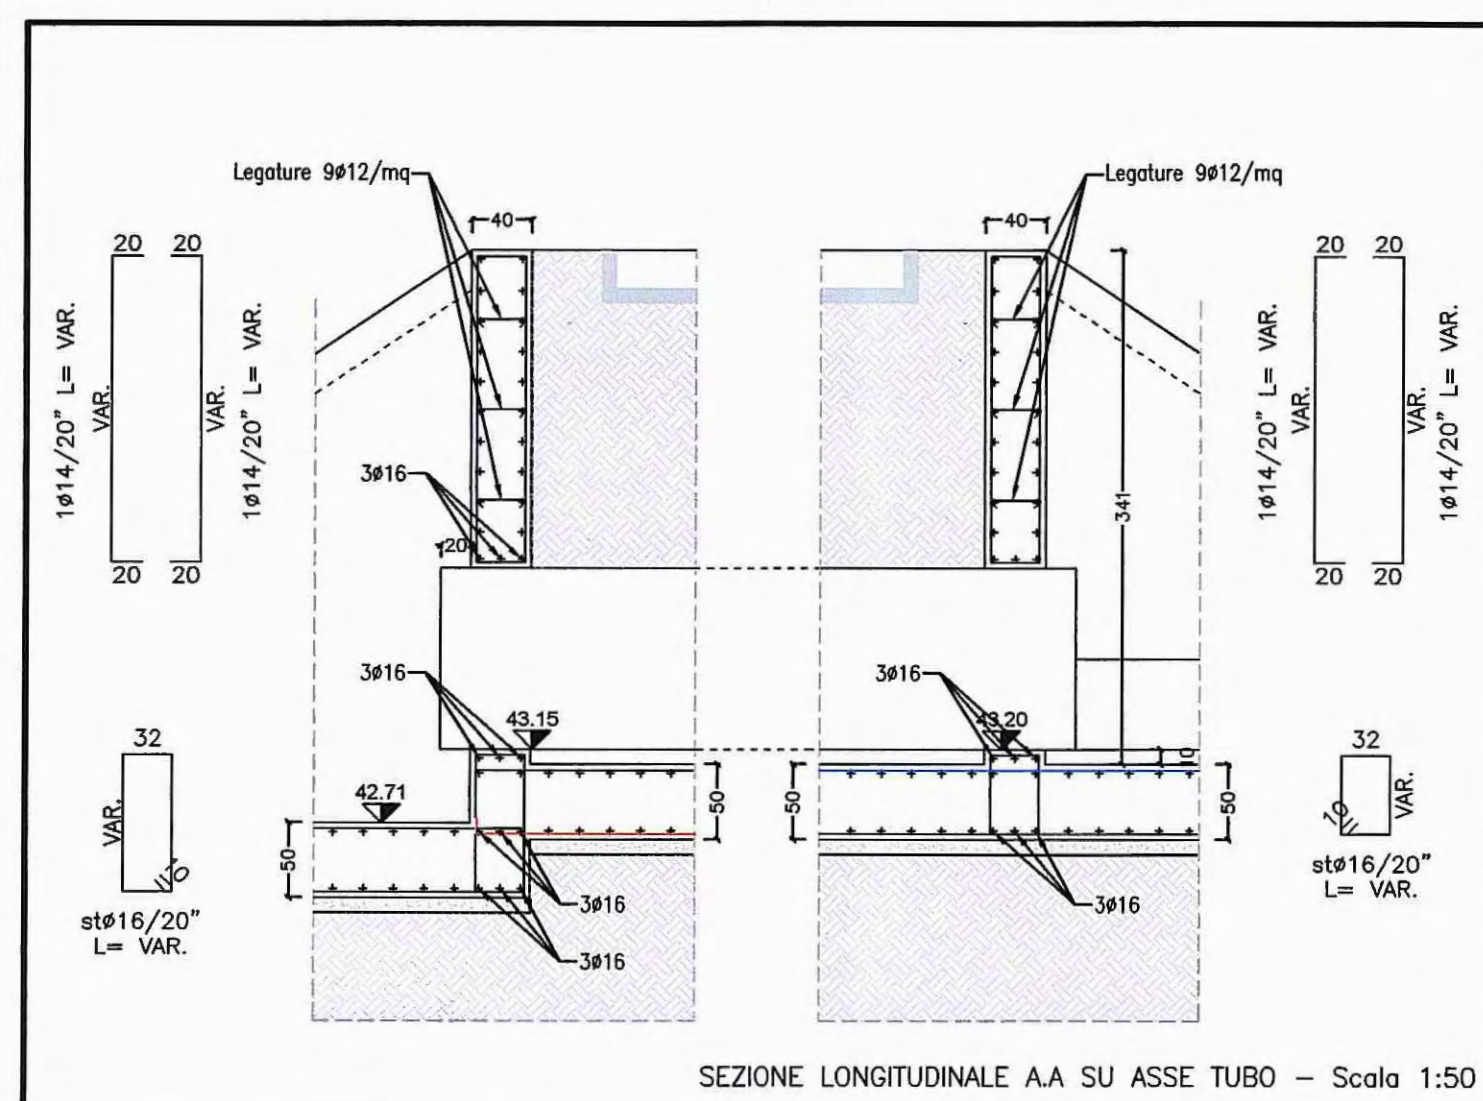 Legature 9ø12/mq
Legature 9ø12/mq
40
40
20 20
20 20
1ø14/20" L= VAR.
VAR.
VAR.
1ø14/20" L= VAR.
1ø14/20" L= VAR.
VAR.
VAR.
1ø14/20" L= VAR.
3ø16
341
20
20 20
20 20
3ø16
3ø16
43.15
43.20
10
32
32
VAR.
VAR.
42.71
50
50
50
50
10
10
stø16/20"
L= VAR.
stø16/20"
L= VAR.
3ø16
3ø16
3ø16
SEZIONE LONGITUDINALE A.A SU ASSE TUBO – Scala 1:50